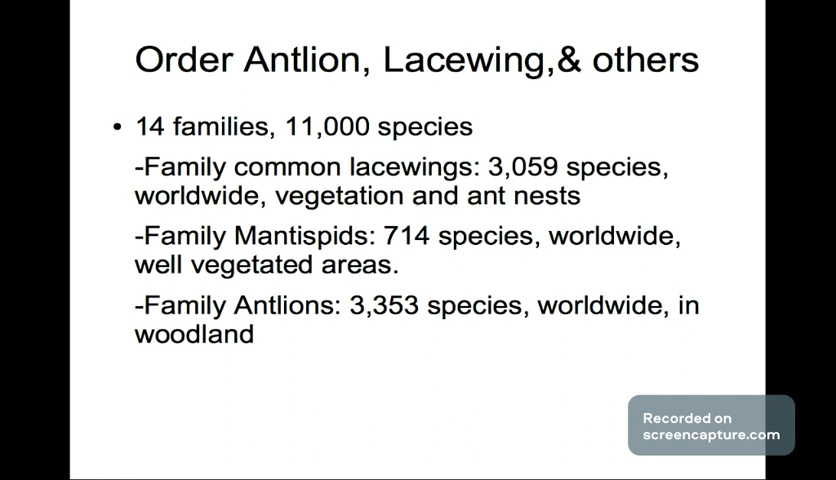 Order Antlion, Lacewing,& others
• 14 families, 11,000 species
-Family common lacewings: 3,059 species,
worldwide, vegetation and ant nests
-Family Mantispids: 714 species, worldwide,
well vegetated areas.
-Family Antlions: 3,353 species, worldwide, in
woodland
Recorded on
screencapture.com